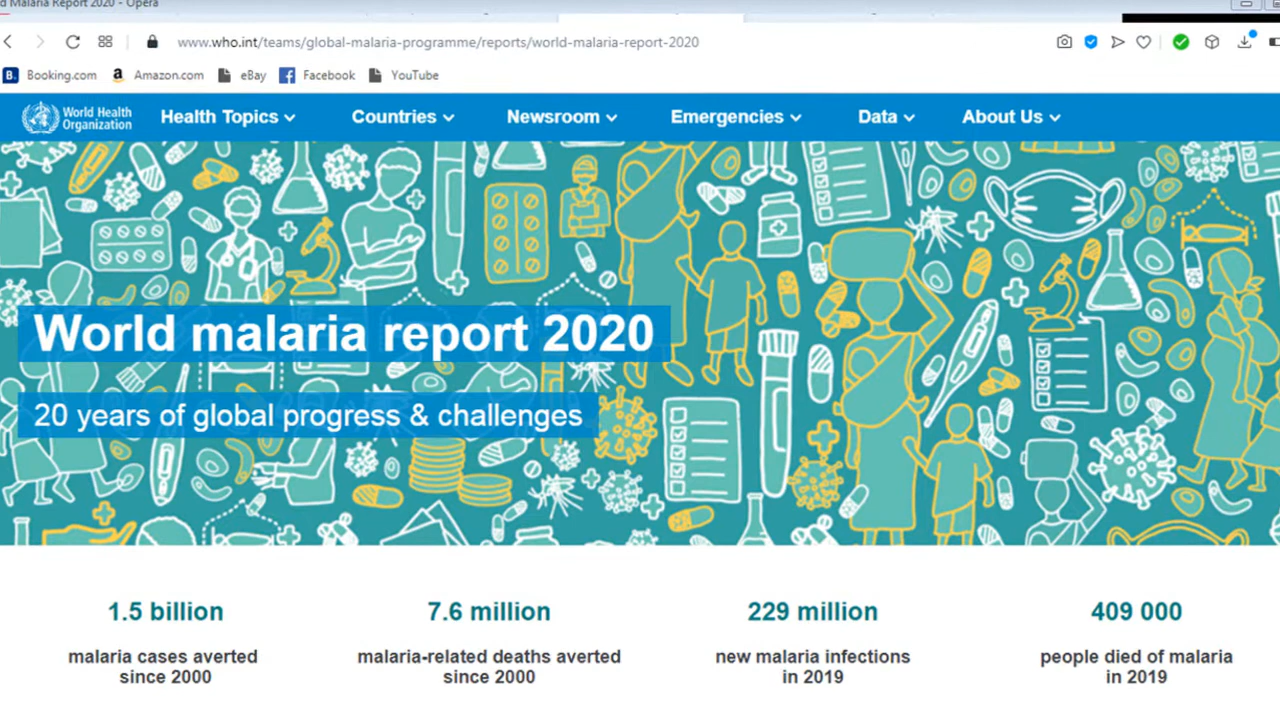 d Malaria Report 2020 - Opera
www.who.int/teams/global-malaria-programme/reports/world-malaria-report-2020
B. Booking.com a Amazon.com eBay f Facebook YouTube
World Health
Organization
Health Topics Countries Newsroom Emergencies Data About Us
World malaria report 2020
20 years of global progress & challenges
1.5 billion
malaria cases averted
since 2000
7.6 million
malaria-related deaths averted
since 2000
229 million
new malaria infections
in 2019
409 000
people died of malaria
in 2019